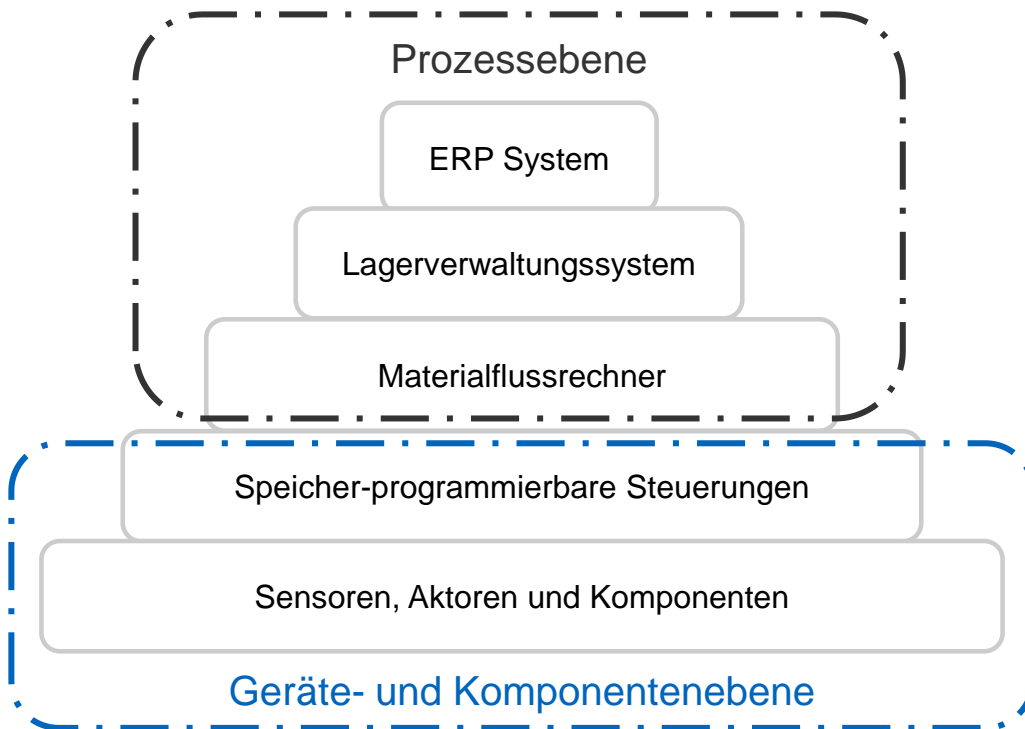 Prozessebene
ERP System
Lagerverwaltungssystem
Materialflussrechner
Speicher-programmierbare Steuerungen
Sensoren, Aktoren und Komponenten
Geräte- und Komponentenebene